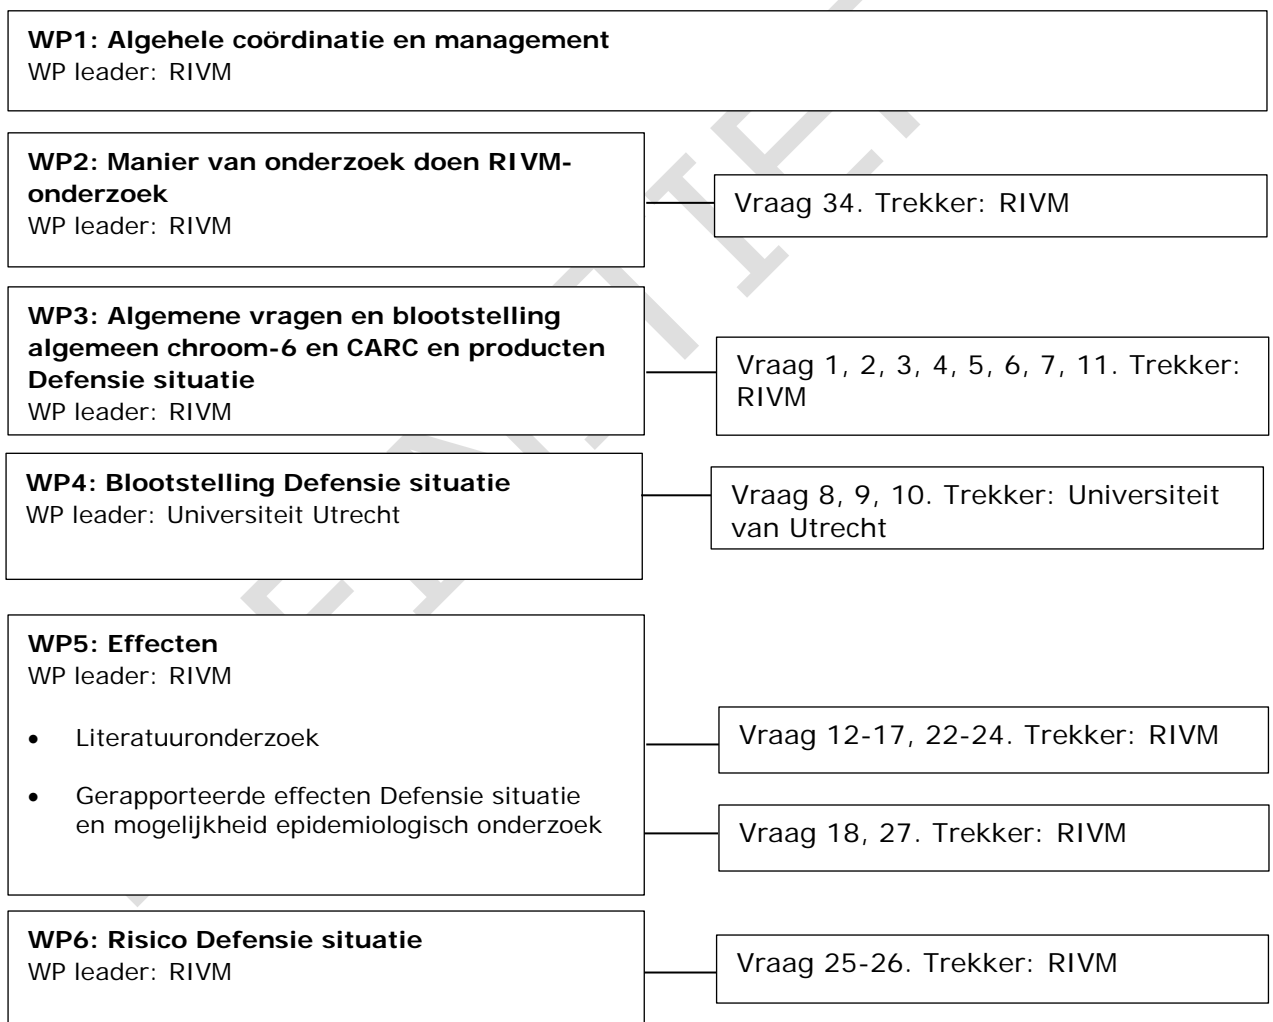 WP1: Algehele coördinatie en management
WP leader: RIVM
WP2: Manier van onderzoek doen RIVM-
onderzoek
WP leader: RIVM
Vraag 34. Trekker: RIVM
WP3: Algemene vragen en blootstelling
algemeen chroom-6 en CARC en producten
Defensie situatie
WP leader: RIVM
Vraag 1, 2, 3, 4, 5, 6, 7, 11. Trekker:
RIVM
WP4: Blootstelling Defensie situatie
WP leader: Universiteit Utrecht
Vraag 8, 9, 10. Trekker: Universiteit
van Utrecht
WP5: Effecten
WP leader: RIVM
• Literatuuronderzoek
Vraag 12-17, 22-24. Trekker: RIVM
• Gerapporteerde effecten Defensie situatie
en mogelijkheid epidemiologisch onderzoek
Vraag 18, 27. Trekker: RIVM
WP6: Risico Defensie situatie
WP leader: RIVM
Vraag 25-26. Trekker: RIVM